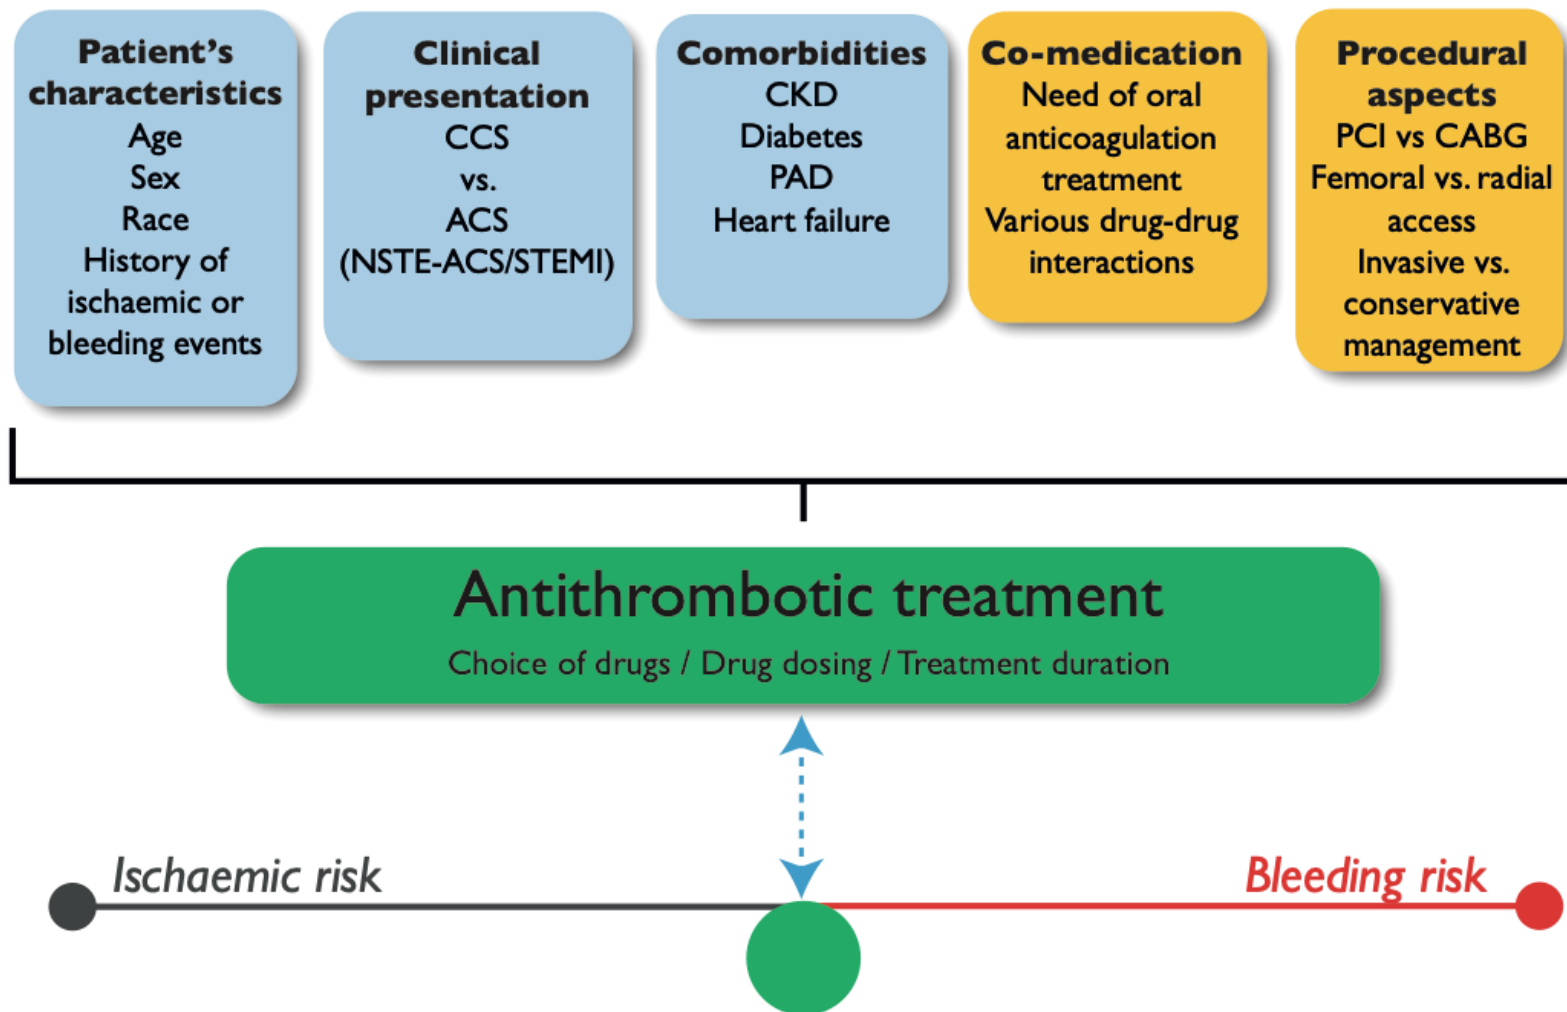 Patient's
characteristics
Age
Sex
Race
History of
ischaemic or
bleeding events
Clinical
presentation
CCS
vs.
ACS
(NSTE-ACS/STEMI)
Comorbidities
CKD
Diabetes
PAD
Heart failure
Co-medication
Need of oral
anticoagulation
treatment
Various drug-drug
interactions
Procedural
aspects
PCI vs CABG
Femoral vs. radial
access
Invasive vs.
conservative
management
Antithrombotic treatment
Choice of drugs / Drug dosing / Treatment duration
Ischaemic risk
Bleeding risk